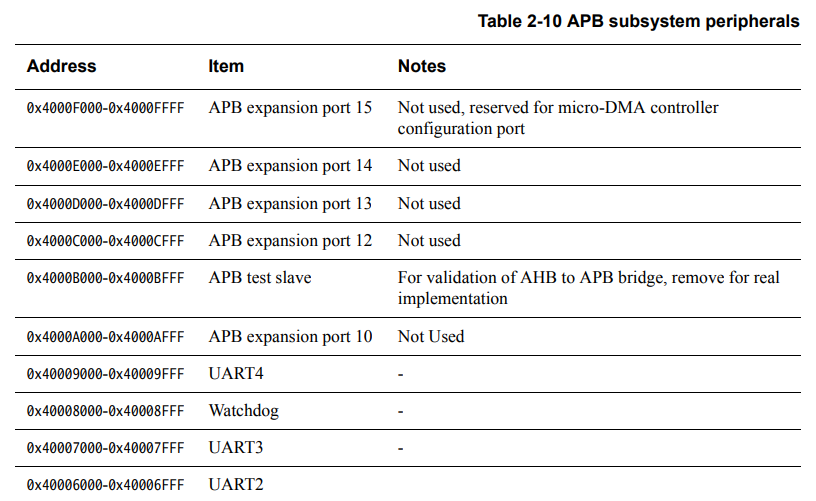 Table 2-10 APB subsystem peripherals
Address Item Notes
0x4000F000-0x4000FFFF APB expansion port 15 Not used, reserved for micro-DMA controller
configuration port
0x4000E000-0x4000EFFF APB expansion port 14 Not used
0x4000D000-0x4000DFFF APB expansion port 13 Not used
0x4000C000-0x4000CFFF APB expansion port 12 Not used
0x4000B000-0x4000BFFF APB test slave For validation of AHB to APB bridge, remove for real
implementation
0x4000A000-0x4000AFFF APB expansion port 10 Not Used
0x40009000-0x40009FFF UART4 -
0x40008000-0x40008FFF Watchdog -
0x40007000-0x40007FFF UART3 -
0x40006000-0x40006FFF UART2